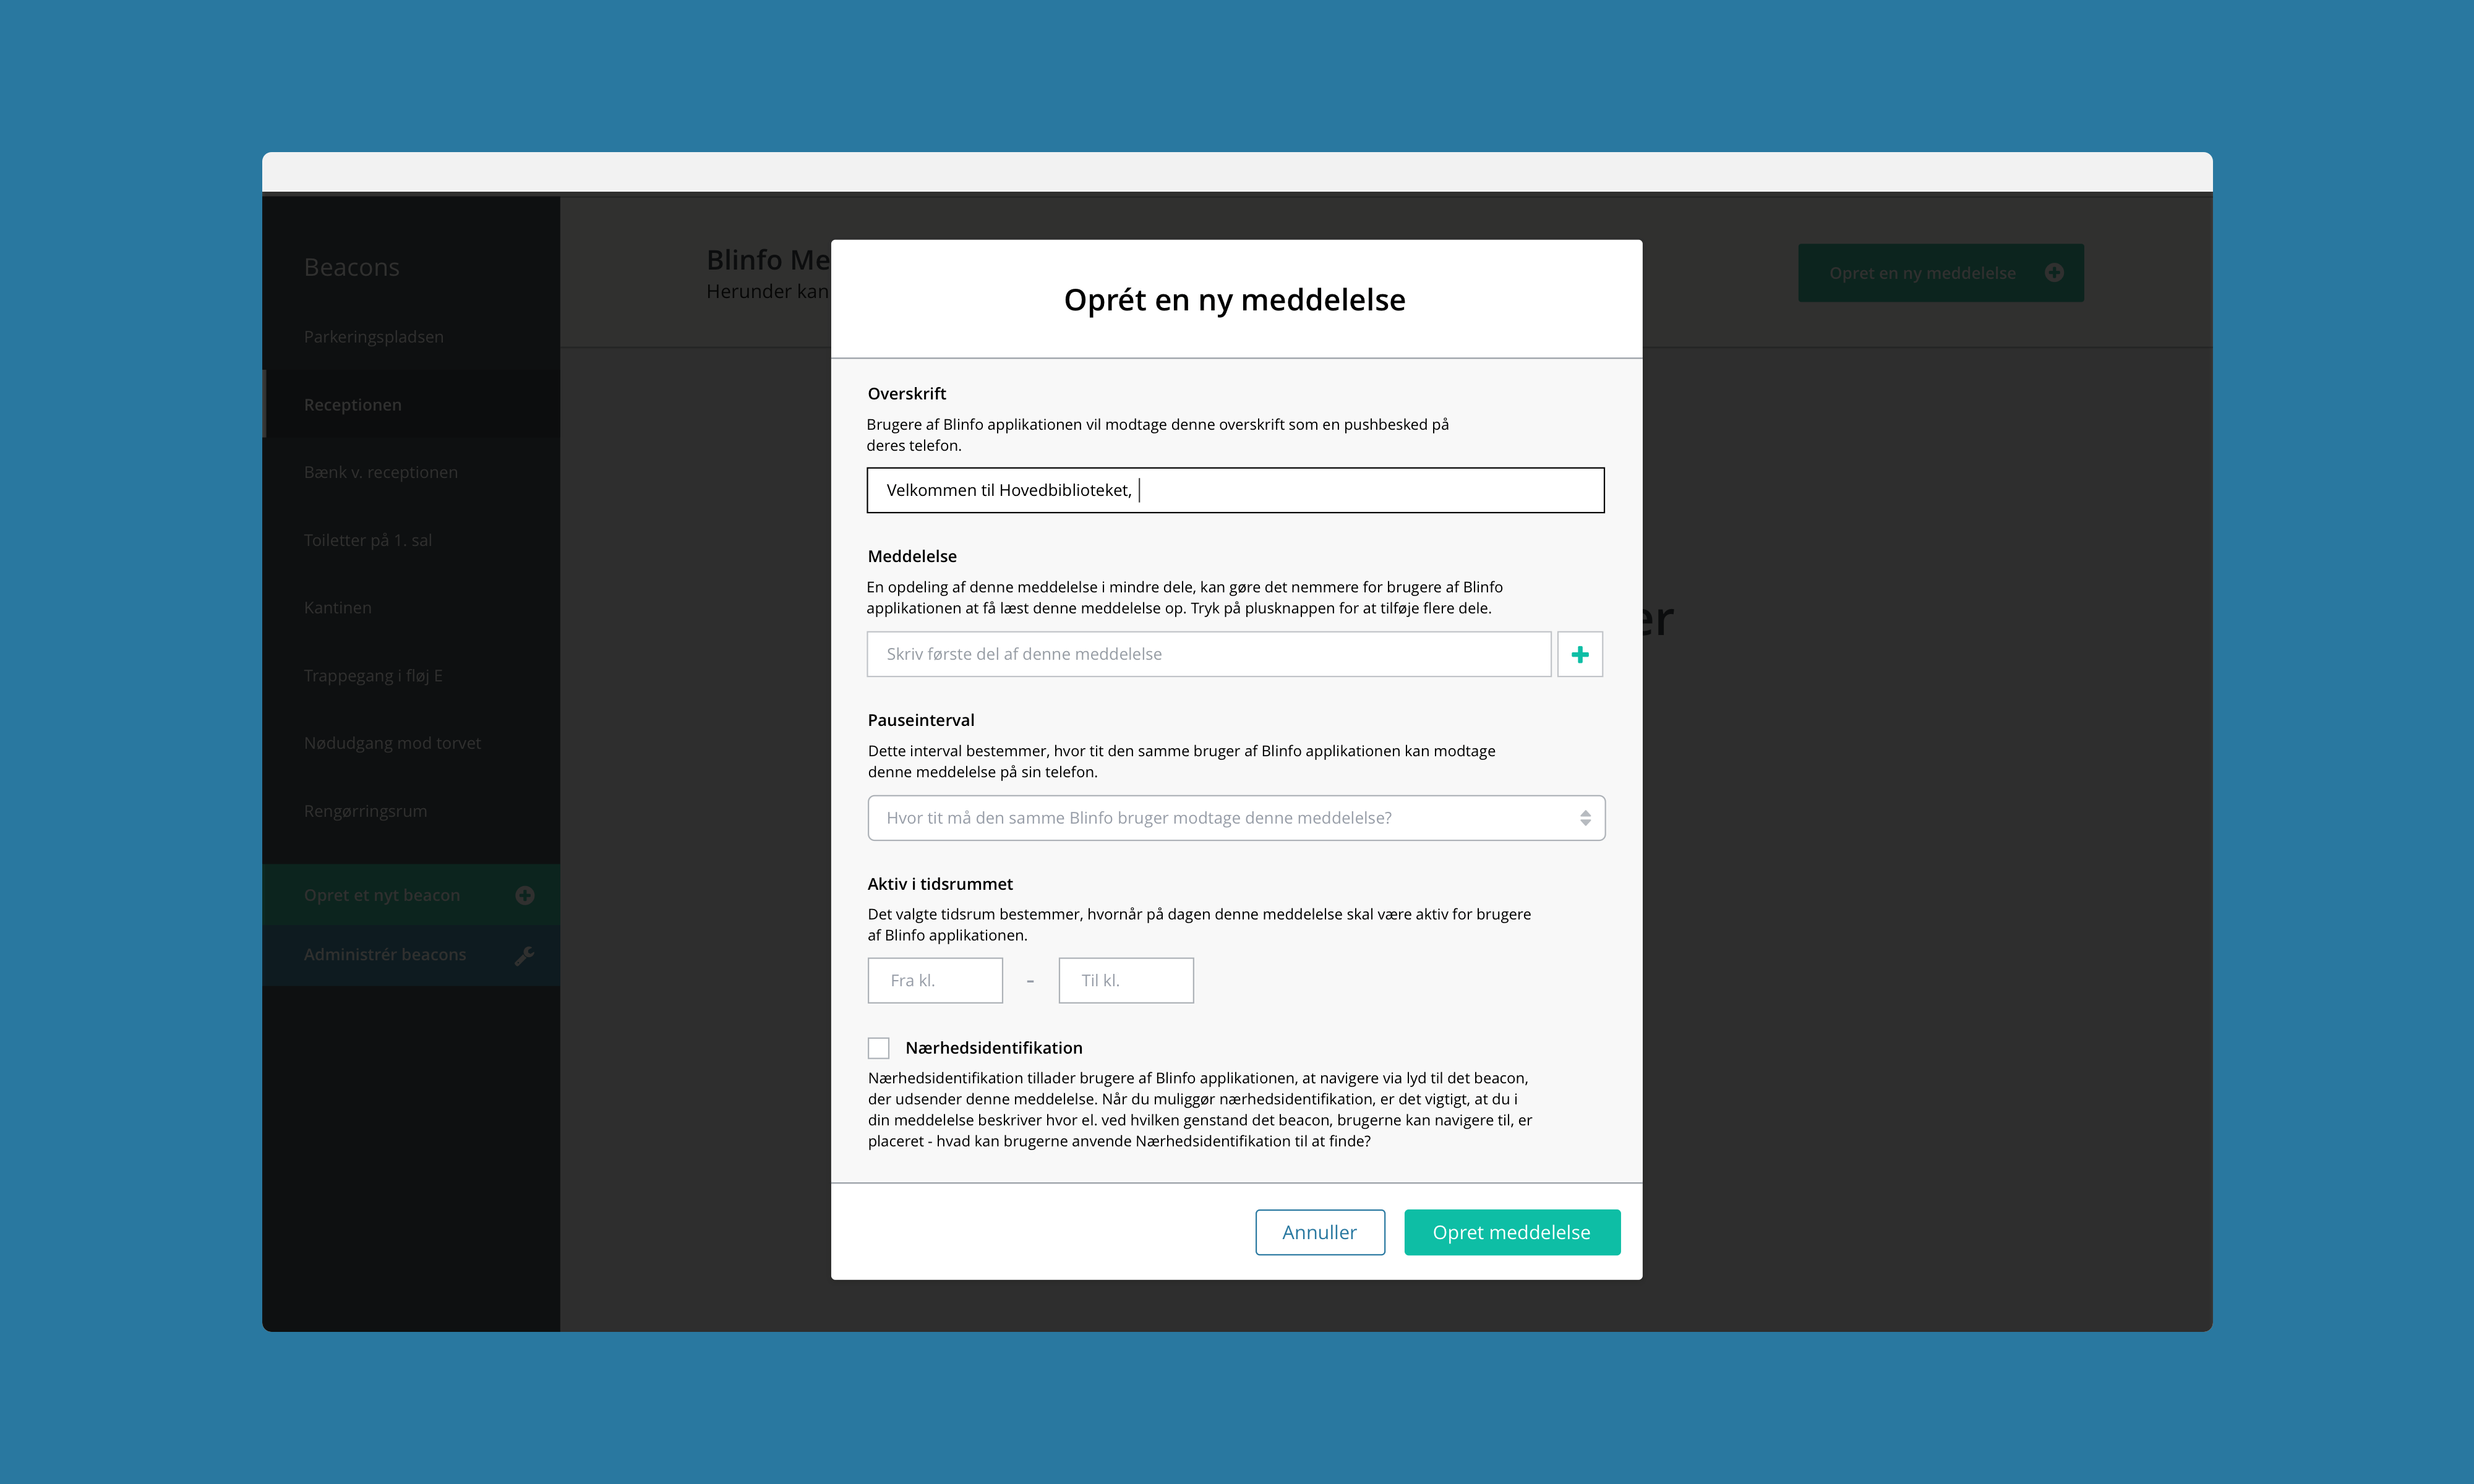 Beacons
Parkeringspladsen
Receptionen
Bænk v. receptionen
Toiletter på 1. sal
Kantinen
Trappegang i fløj E
Nødudgang mod torvet
Rengørringsrum
Opret et nyt beacon
Administrér beacons
Blinfo Me
Herunder kan
Opret en ny meddelelse
er
Oprét en ny meddelelse
Overskrift
Brugere af Blinfo applikationen vil modtage denne overskrift som en pushbesked på
deres telefon.
Velkommen til Hovedbiblioteket,
Meddelelse
En opdeling af denne meddelelse i mindre dele, kan gøre det nemmere for brugere af Blinfo
applikationen at få læst denne meddelelse op. Tryk på plusknappen for at tilføje flere dele.
Skriv første del af denne meddelelse
Pauseinterval
Dette interval bestemmer, hvor tit den samme bruger af Blinfo applikationen kan modtage
denne meddelelse på sin telefon.
Hvor tit må den samme Blinfo bruger modtage denne meddelelse?
Aktiv i tidsrummet
Det valgte tidsrum bestemmer, hvornår på dagen denne meddelelse skal være aktiv for brugere
af Blinfo applikationen.
Fra kl. - Til kl.
Nærhedsidentifikation
Nærhedsidentifikation tillader brugere af Blinfo applikationen, at navigere via lyd til det beacon,
der udsender denne meddelelse. Når du muliggør nærhedsidentifikation, er det vigtigt, at du i
din meddelelse beskriver hvor el. ved hvilken genstand det beacon, brugerne kan navigere til, er
placeret - hvad kan brugerne anvende Nærhedsidentifikation til at finde?
Annuller
Opret meddelelse